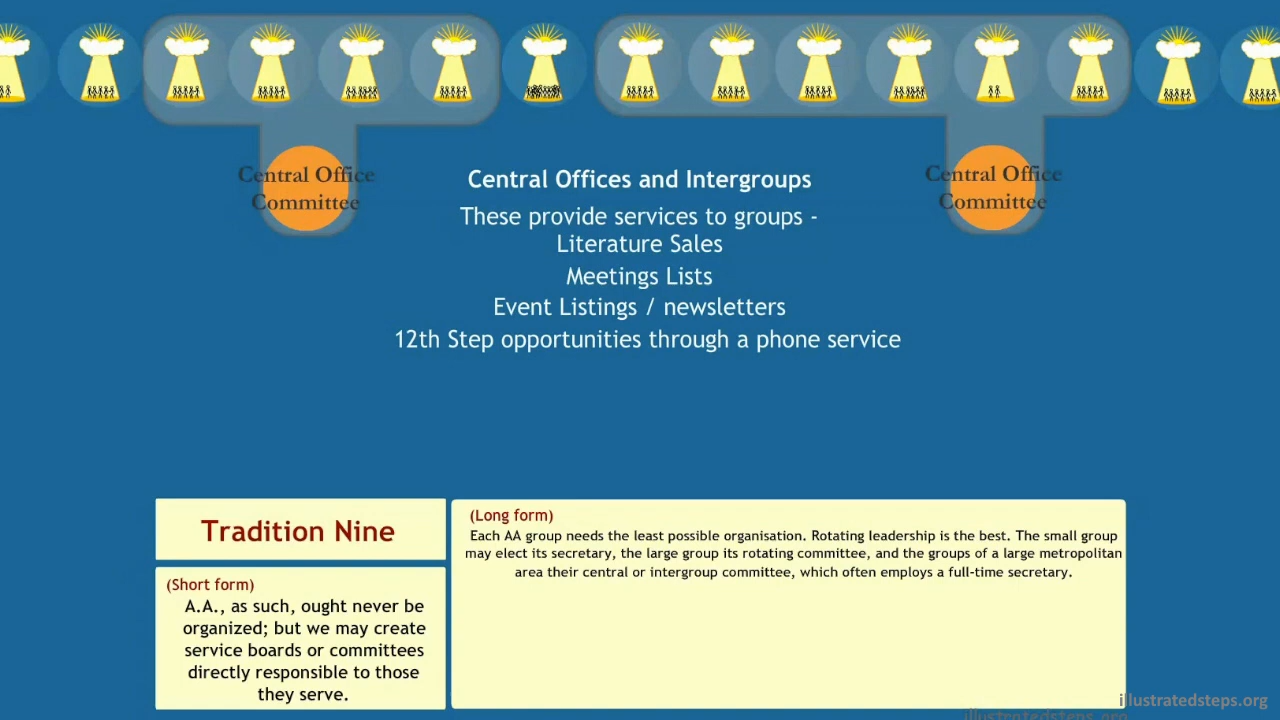 Central Office
Committee
Central Offices and Intergroups
These provide services to groups -
Literature Sales
Meetings Lists
Event Listings / newsletters
12th Step opportunities through a phone service
Central Office
Committee
Tradition Nine
(Short form)
A.A., as such, ought never be
organized; but we may create
service boards or committees
directly responsible to those
they serve.
(Long form)
Each AA group needs the least possible organisation. Rotating leadership is the best. The small group
may elect its secretary, the large group its rotating committee, and the groups of a large metropolitan
area their central or intergroup committee, which often employs a full-time secretary.
illustratedsteps.org
illustratedsteps.org